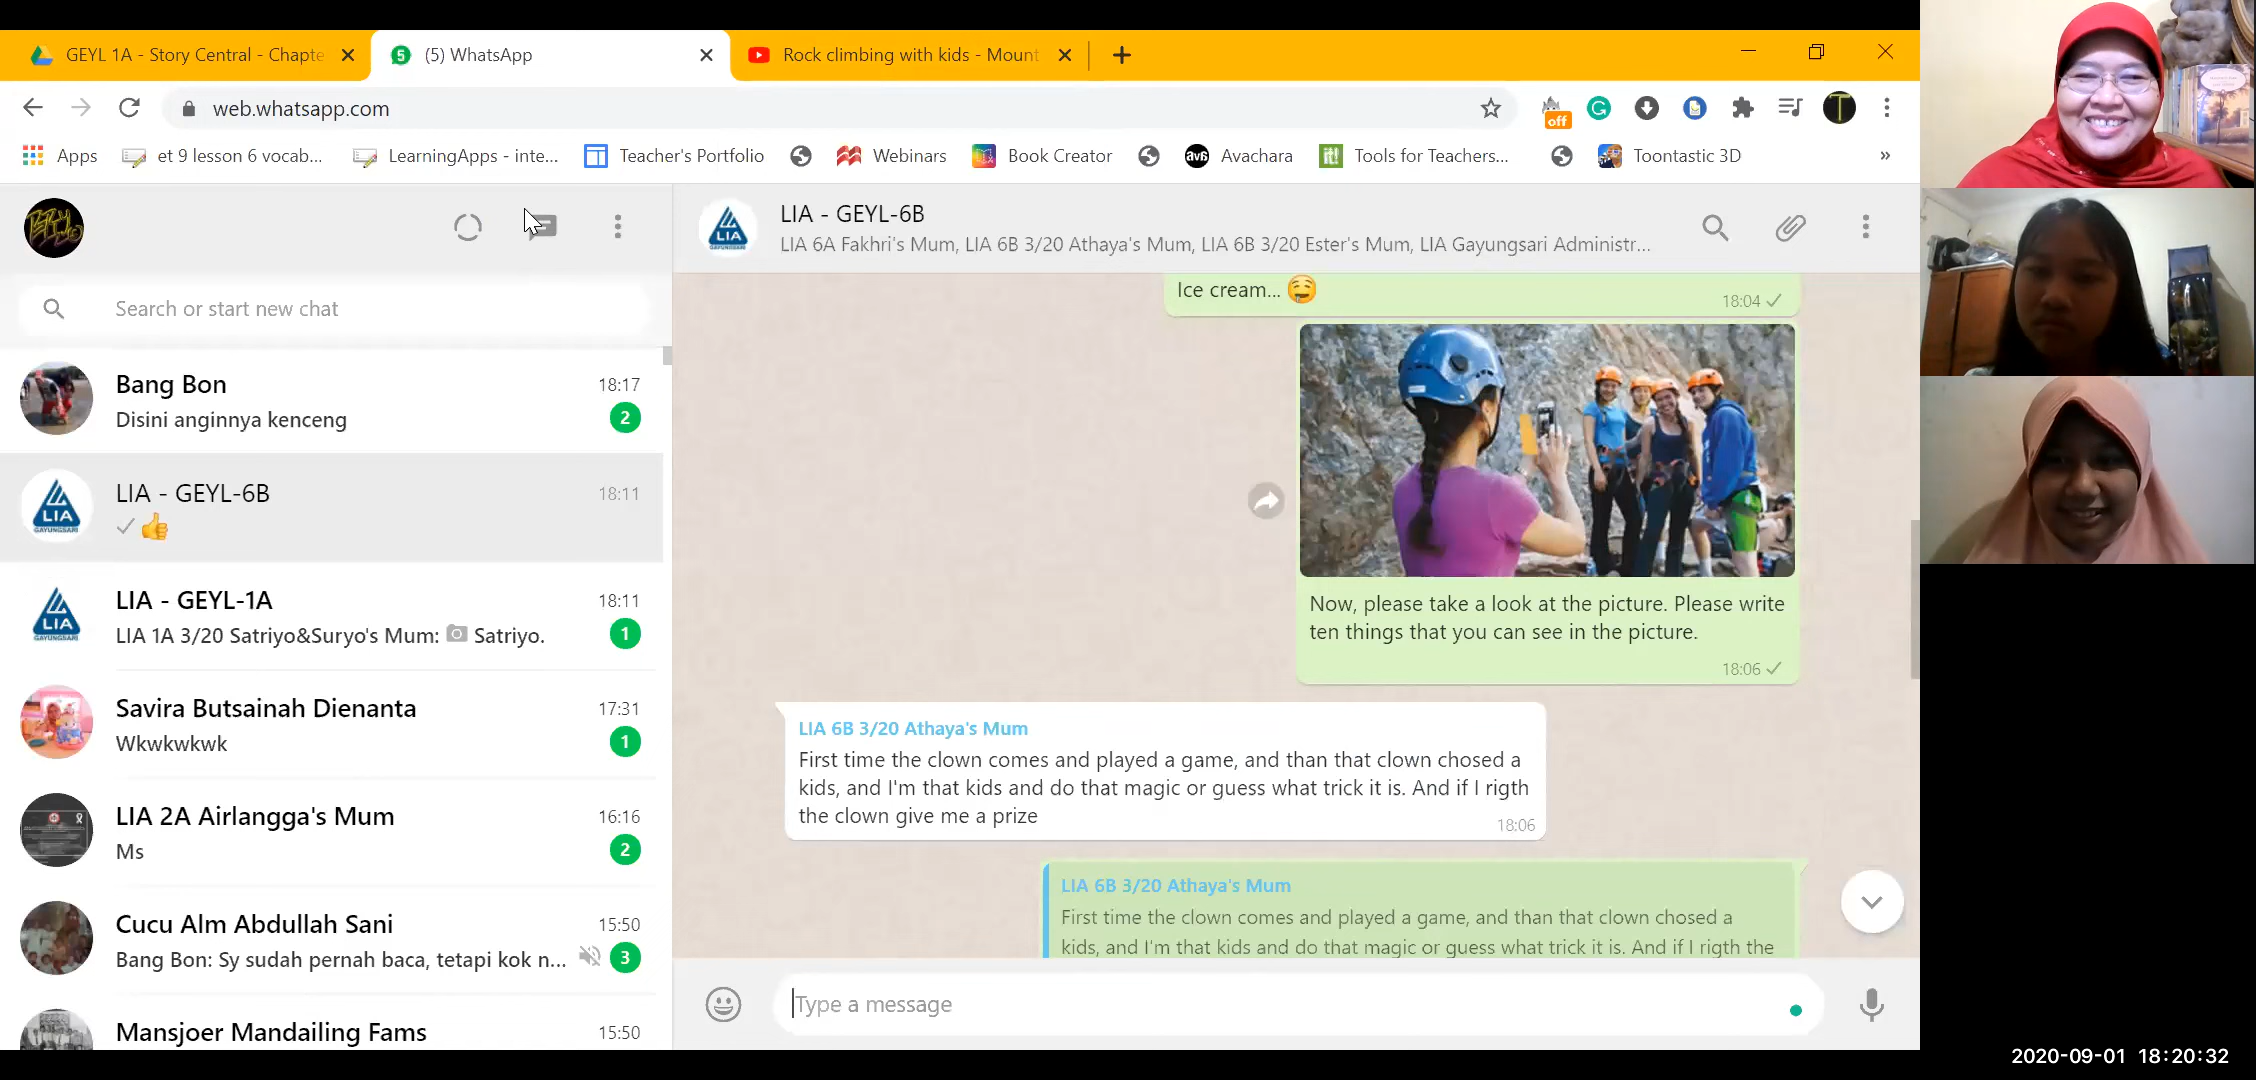 GEYL 1A - Story Central - Chapte
(5) WhatsApp
Rock climbing with kids - Mount
web.whatsapp.com
off
Apps
et 9 lesson 6 vocab...
LearningApps - inte...
Teacher's Portfolio
Webinars
Book Creator
Avachara
Tools for Teachers...
Toontastic 3D
»
Search or start new chat
Bang Bon
18:17
Disini anginnya kenceng
2
LIA - GEYL-6B
18:11
👍
LIA - GEYL-1A
18:11
LIA 1A 3/20 Satriyo&Suryo's Mum: Satriyo.
1
Savira Butsainah Dienanta
17:31
Wkwkwkwk
1
LIA 2A Airlangga's Mum
16:16
Ms
2
Cucu Alm Abdullah Sani
15:50
Bang Bon: Sy sudah pernah baca, tetapi kok n...
3
Mansjoer Mandailing Fams
15:50
LIA - GEYL-6B
LIA 6A Fakhri's Mum, LIA 6B 3/20 Athaya's Mum, LIA 6B 3/20 Ester's Mum, LIA Gayungsari Administr...
Ice cream... 🤤
18:04
Now, please take a look at the picture. Please write
ten things that you can see in the picture.
18:06
LIA 6B 3/20 Athaya's Mum
First time the clown comes and played a game, and than that clown chosed a
kids, and I'm that kids and do that magic or guess what trick it is. And if I rigth
the clown give me a prize
18:06
LIA 6B 3/20 Athaya's Mum
First time the clown comes and played a game, and than that clown chosed a
kids, and I'm that kids and do that magic or guess what trick it is. And if I rigth the
Type a message
2020-09-01 18:20:32